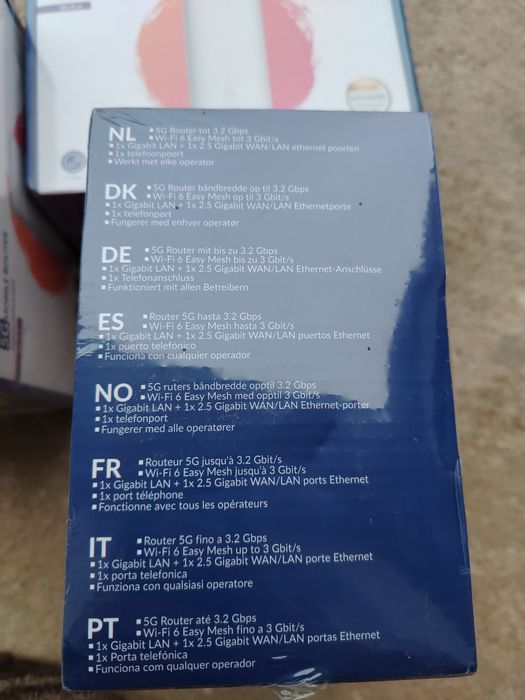 NL
▪ 5G Router tot 3.2 Gbps
▪ Wi-Fi 6 Easy Mesh tot 3 Gbit/s
▪ 1x Gigabit LAN + 1x 2.5 Gigabit WAN/LAN ethernet poorten
▪ 1x telefoonpoort
▪ Werkt met elke operator
DK
▪ 5G Router båndbredde op til 3.2 Gbps
▪ Wi-Fi 6 Easy Mesh op til 3 Gbit/s
▪ 1x Gigabit LAN + 1x 2.5 Gigabit WAN/LAN Ethernetporte
▪ 1x telefonport
▪ Fungerer med enhver operatør
DE
▪ 5G Router mit bis zu 3.2 Gbps
▪ Wi-Fi 6 Easy Mesh bis zu 3 Gbit/s
▪ 1x Gigabit LAN + 1x 2.5 Gigabit WAN/LAN Ethernet-Anschlüsse
▪ 1x Telefonanschluss
▪ Funktioniert mit allen Betreibern
ES
▪ Router 5G hasta 3.2 Gbps
▪ Wi-Fi 6 Easy Mesh hasta 3 Gbit/s
▪ 1x Gigabit LAN + 1x 2.5 Gigabit WAN/LAN puertos Ethernet
▪ 1x puerto telefónico
▪ Funciona con cualquier operador
NO
▪ 5G ruters båndbredde opptil 3.2 Gbps
▪ Wi-Fi 6 Easy Mesh med opptil 3 Gbit/s
▪ 1x Gigabit LAN + 1x 2.5 Gigabit WAN/LAN Ethernet-porter
▪ 1x telefonport
▪ Fungerer med alle operatører
FR
▪ Routeur 5G jusqu'à 3.2 Gbps
▪ Wi-Fi 6 Easy Mesh jusqu'à 3 Gbit/s
▪ 1x Gigabit LAN + 1x 2.5 Gigabit WAN/LAN ports Ethernet
▪ 1x port téléphone
▪ Fonctionne avec tous les opérateurs
IT
▪ Router 5G fino a 3.2 Gbps
▪ Wi-Fi 6 Easy Mesh up to 3 Gbit/s
▪ 1x Gigabit LAN + 1x 2.5 Gigabit WAN/LAN porte Ethernet
▪ 1x porta telefonica
▪ Funziona con qualsiasi operatore
PT
▪ 5G Router até 3.2 Gbps
▪ Wi-Fi 6 Easy Mesh fino a 3 Gbit/s
▪ 1x Gigabit LAN + 1x 2.5 Gigabit WAN/LAN portas Ethernet
▪ 1x Porta telefónica
▪ Funciona com qualquer operador
5G MOBILE ROUTER